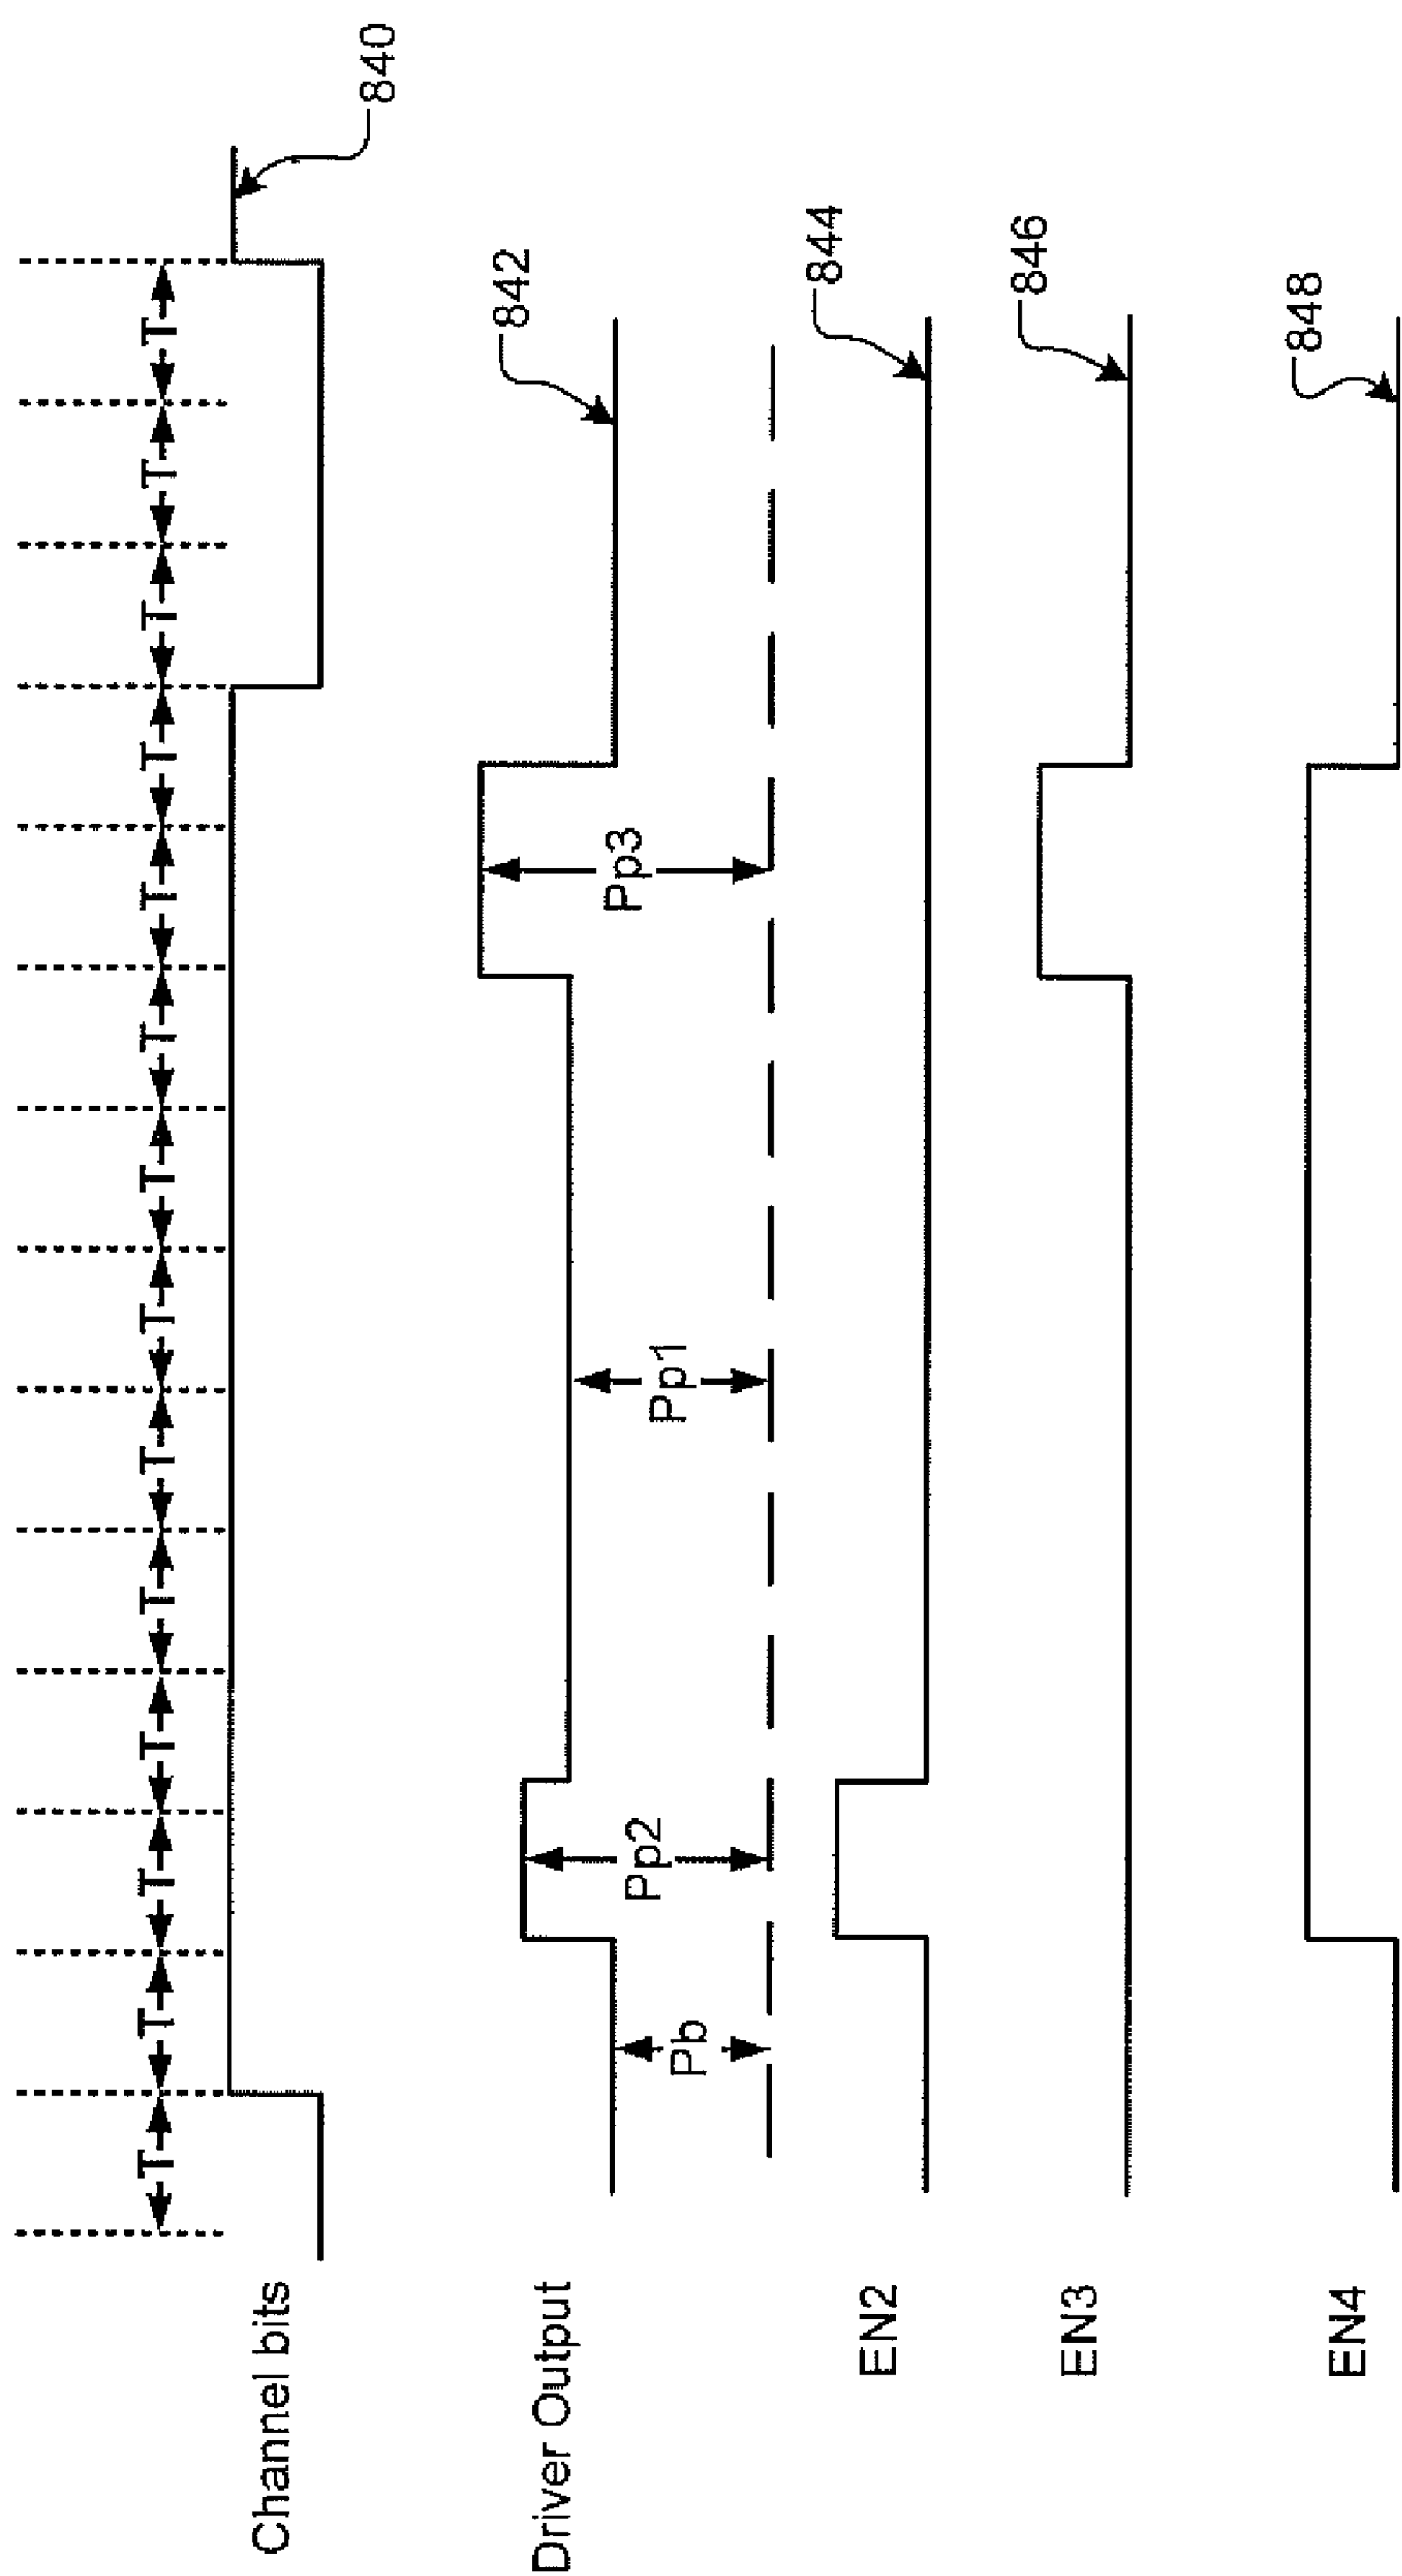 T T T T T T T T T T T T T T
Channel bits
840
842
Driver Output
Pb
Pp2
Pp1
Pp3
844
EN2
846
EN3
848
EN4